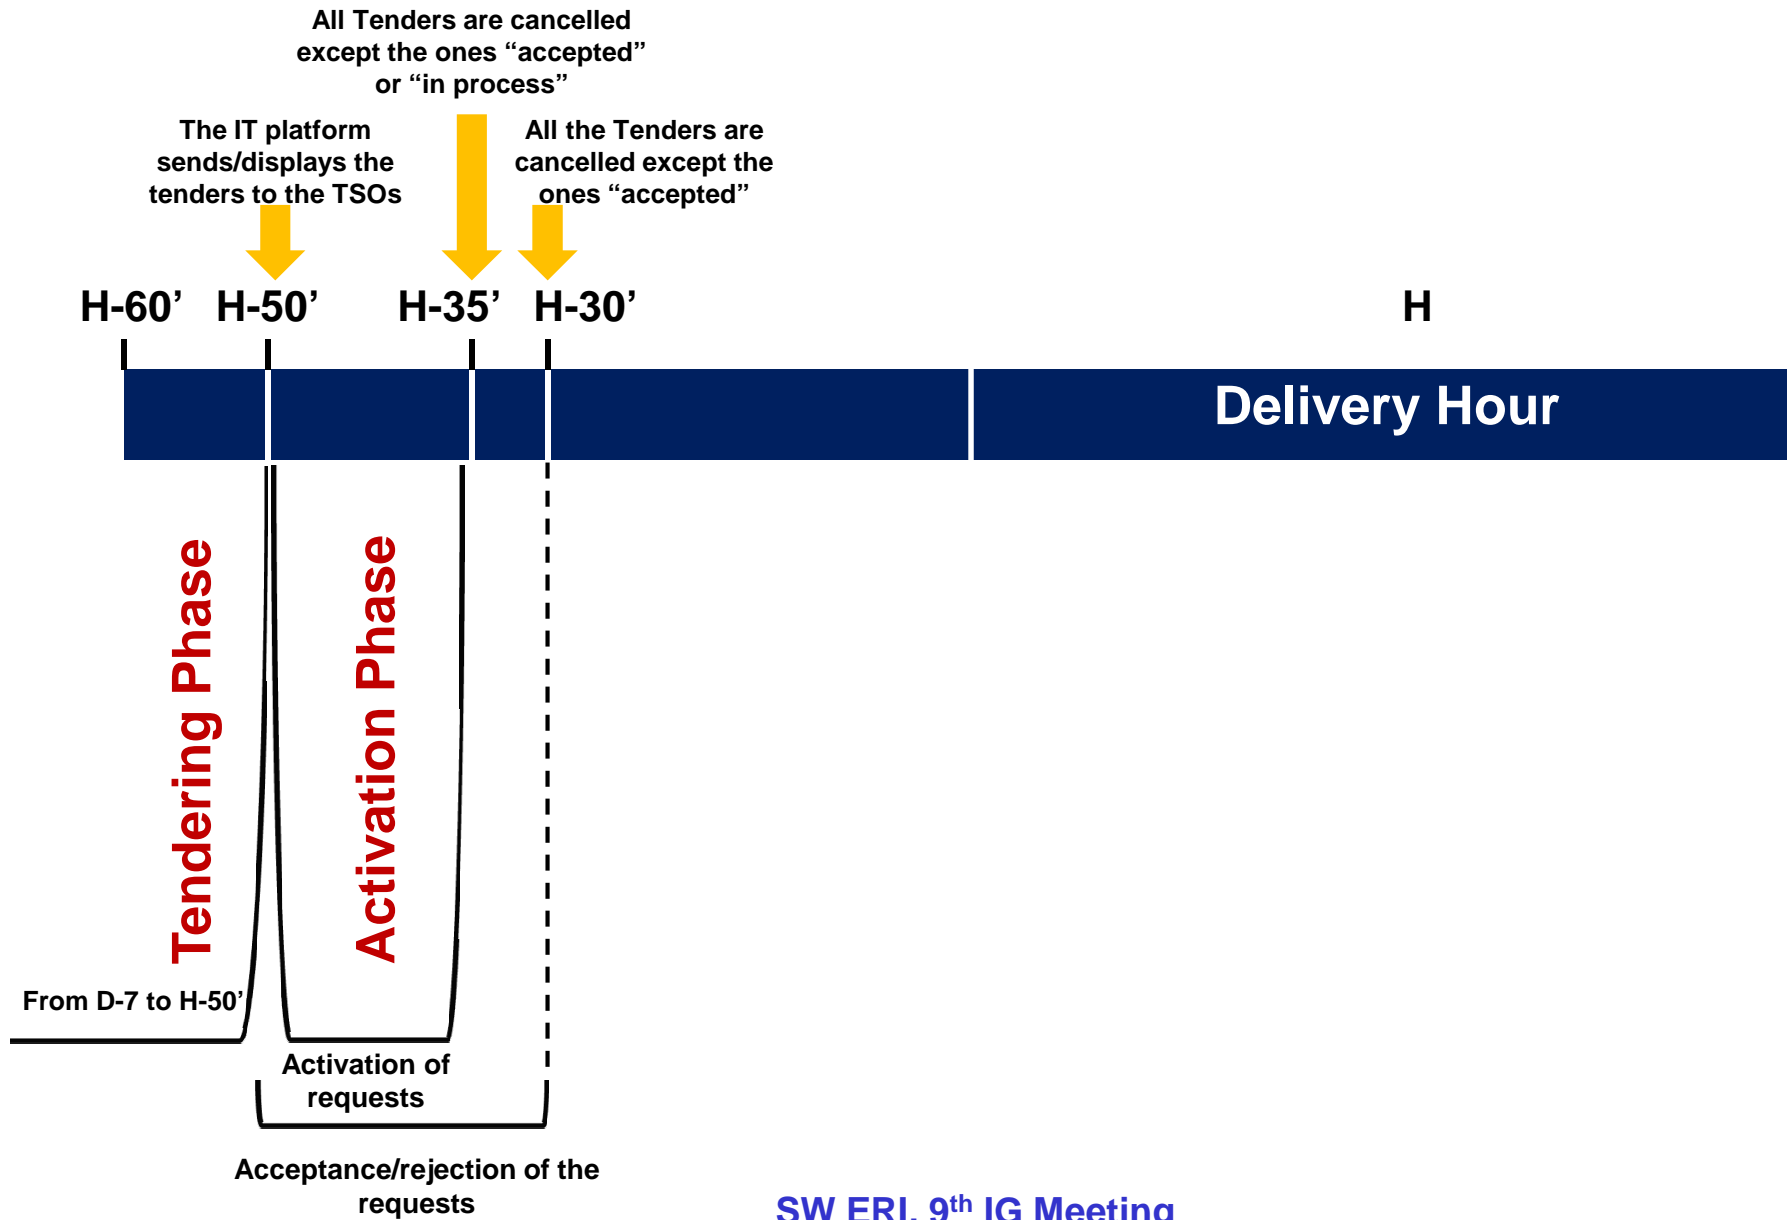 All Tenders are cancelled
except the ones “accepted”
or “in process”
The IT platform
sends/displays the
tenders to the TSOs
All the Tenders are
cancelled except the
ones “accepted”
H-60’ H-50’ H-35’ H-30’ H
Delivery Hour
Tendering Phase
Activation Phase
From D-7 to H-50’
Activation of
requests
Acceptance/rejection of the
requests
SW ERI. 9th IG Meeting